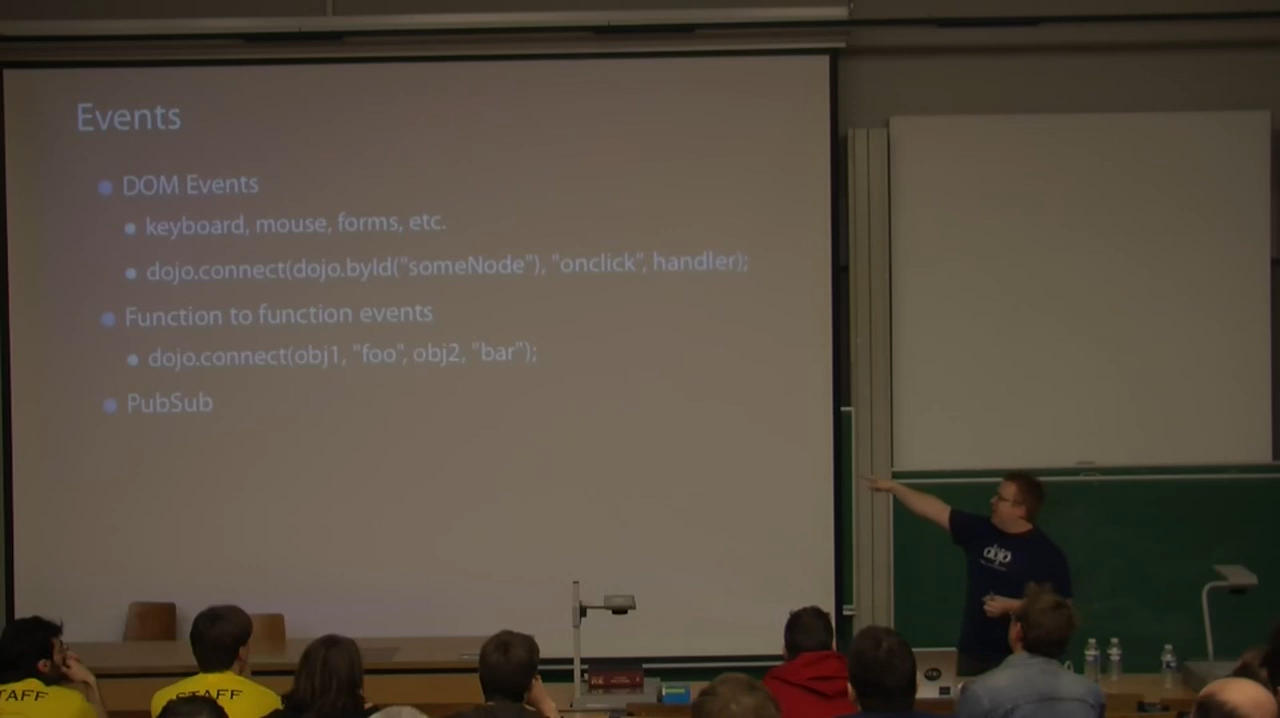 Events
DOM Events
keyboard, mouse, forms, etc.
dojo.connect(dojo.byId("someNode"), "onclick", handler);
Function to function events
dojo.connect(obj1, "foo", obj2, "bar");
PubSub
dojo
TAFF
STAFF